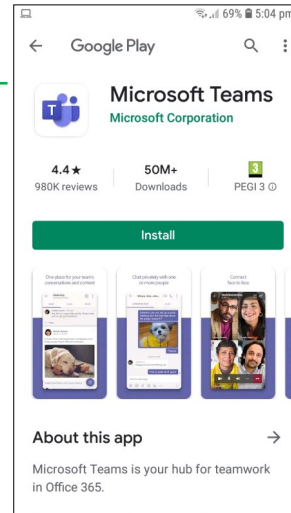 69% 5:04 pm
Google Play
Microsoft Teams
Microsoft Corporation
4.4★
980K reviews
50M+
Downloads
3
PEGI 3
Install
One place for your team's
conversations and content
Chat privately with one
or more people
Connect
face to face
About this app
Microsoft Teams is your hub for teamwork
in Office 365.